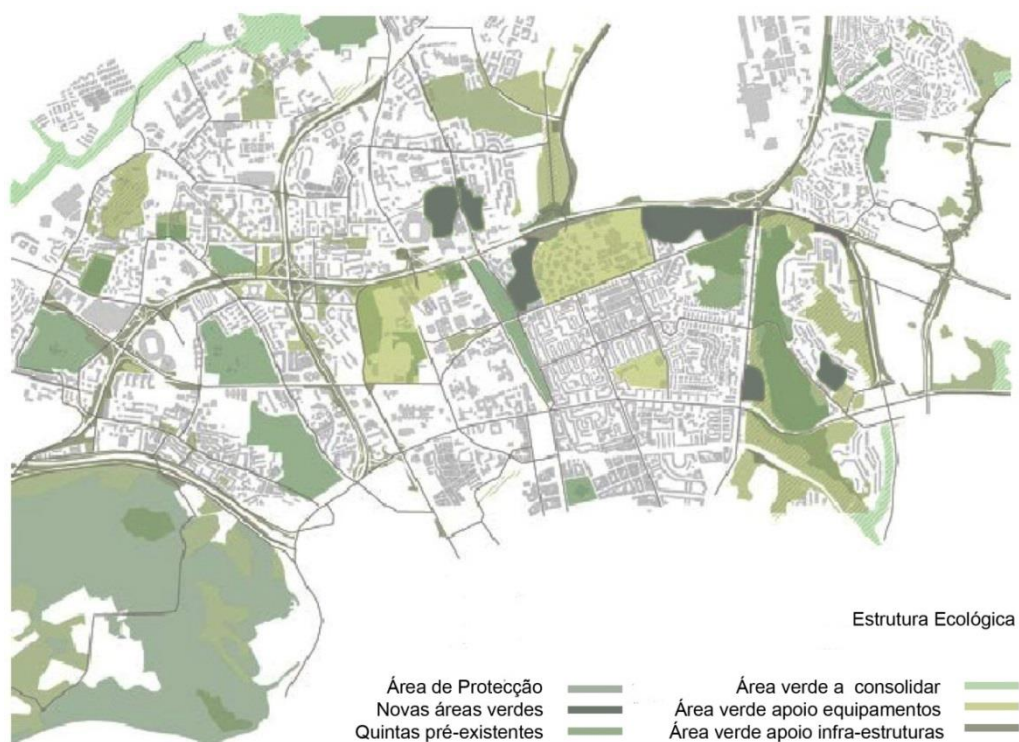 Estrutura Ecológica
Área de Protecção
Novas áreas verdes
Quintas pré-existentes
Área verde a consolidar
Área verde apoio equipamentos
Área verde apoio infra-estruturas